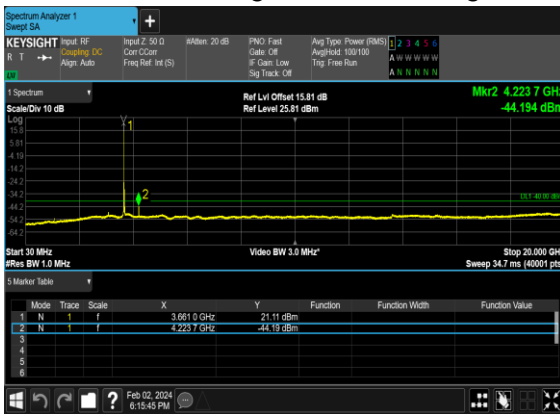 Spectrum Analyzer 1
Swept SA
KEYSIGHT Input: RF Input Z: 50 Ω #Atten: 20 dB PNO: Fast Avg Type: Power (RMS) 1 2 3 4 5 6
R T Coupling: DC Corr CCorr Gate: Off Avg|Hold: 100/100 A W W W W W
Align: Auto Freq Ref: Int (S) IF Gain: Low Trig: Free Run
LV Sig Track: Off A N N N N N
1 Spectrum Ref Lvl Offset 15.81 dB Mkr2 4.223 7 GHz
Scale/Div 10 dB Ref Level 25.81 dBm -44.194 dBm
Log
15.8
5.81
-4.19
-14.2
-24.2
-34.2
-44.2
-54.2
-64.2
1
2
DL1 -40.00 dBm
Start 30 MHz Video BW 3.0 MHz* Stop 20.000 GHz
#Res BW 1.0 MHz Sweep 34.7 ms (40001 pts)
5 Marker Table
Mode Trace Scale X Y Function Function Width Function Value
1 N 1 f 3.661 0 GHz 21.11 dBm
2 N 1 f 4.223 7 GHz -44.19 dBm
3
4
5
6
? Feb 02, 2024
6:15:45 PM